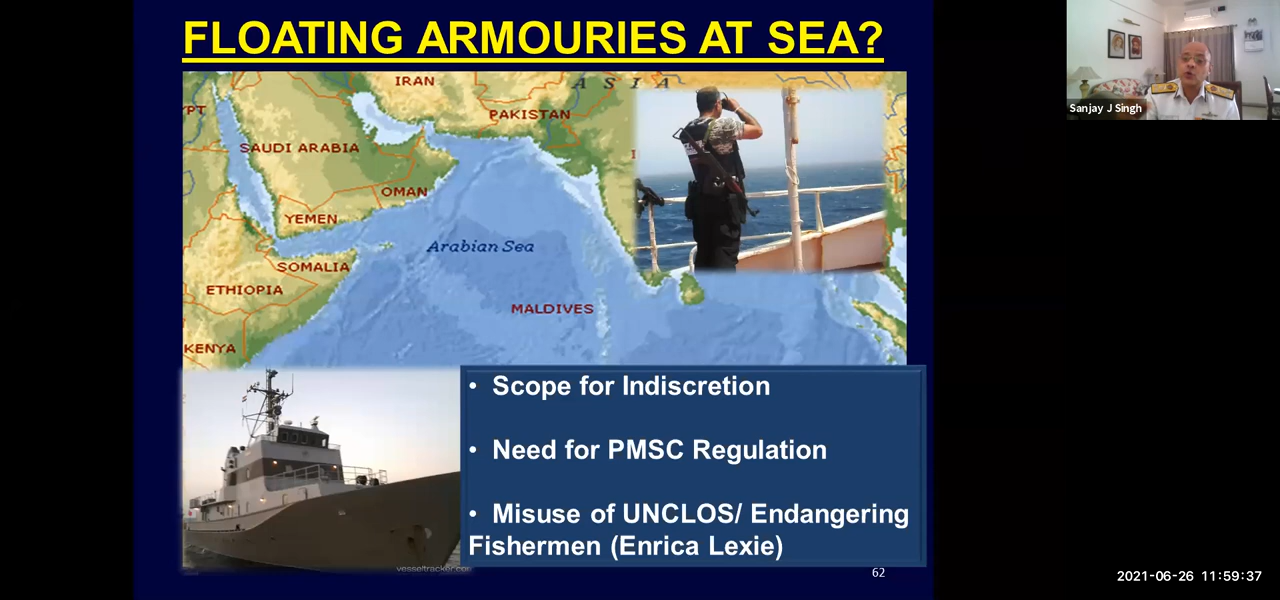 FLOATING ARMOURIES AT SEA?
IRAN
A S I A
PT
PAKISTAN
SAUDI ARABIA
OMAN
YEMEN
Arabian Sea
SOMALIA
ETHIOPIA
MALDIVES
KENYA
• Scope for Indiscretion
• Need for PMSC Regulation
• Misuse of UNCLOS/ Endangering
Fishermen (Enrica Lexie)
vesseltracker.com
62
Sanjay J Singh
2021-06-26 11:59:37